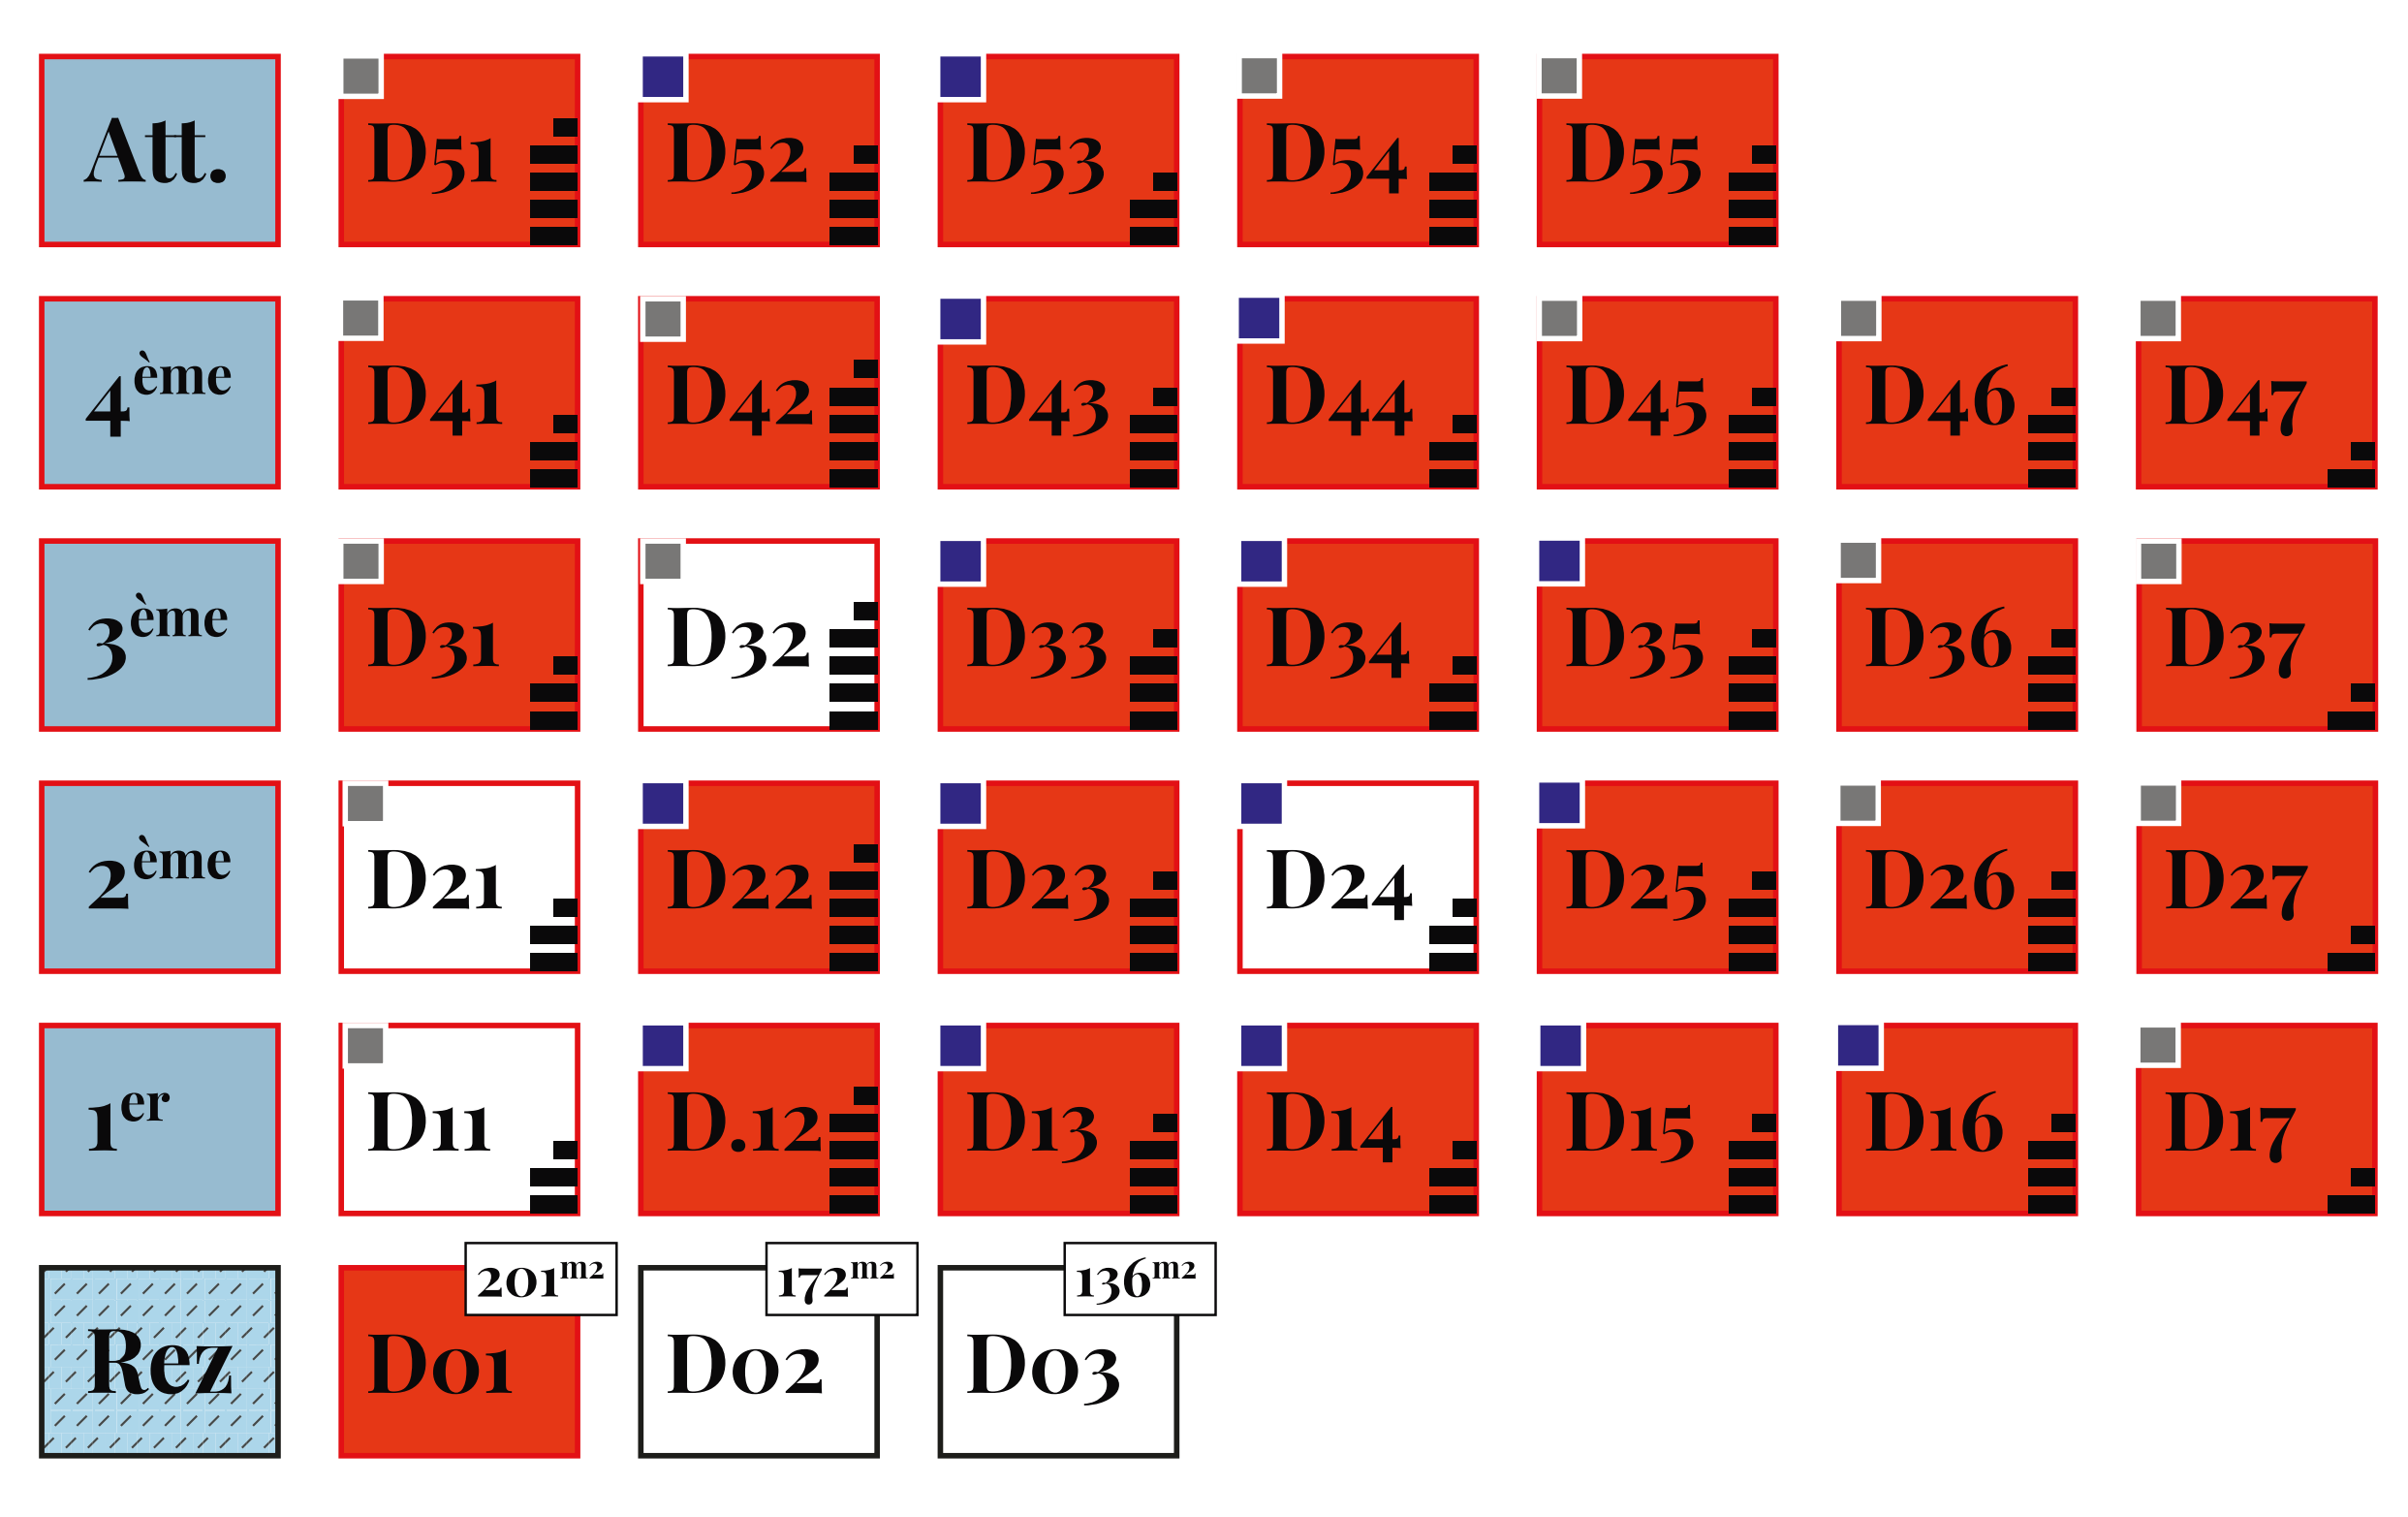 Att. D51 D52 D53 D54 D55
4ème D41 D42 D43 D44 D45 D46 D47
3ème D31 D32 D33 D34 D35 D36 D37
2ème D21 D22 D23 D24 D25 D26 D27
1er D11 D.12 D13 D14 D15 D16 D17
201m2 172m2 136m2
Rez D01 D02 D03